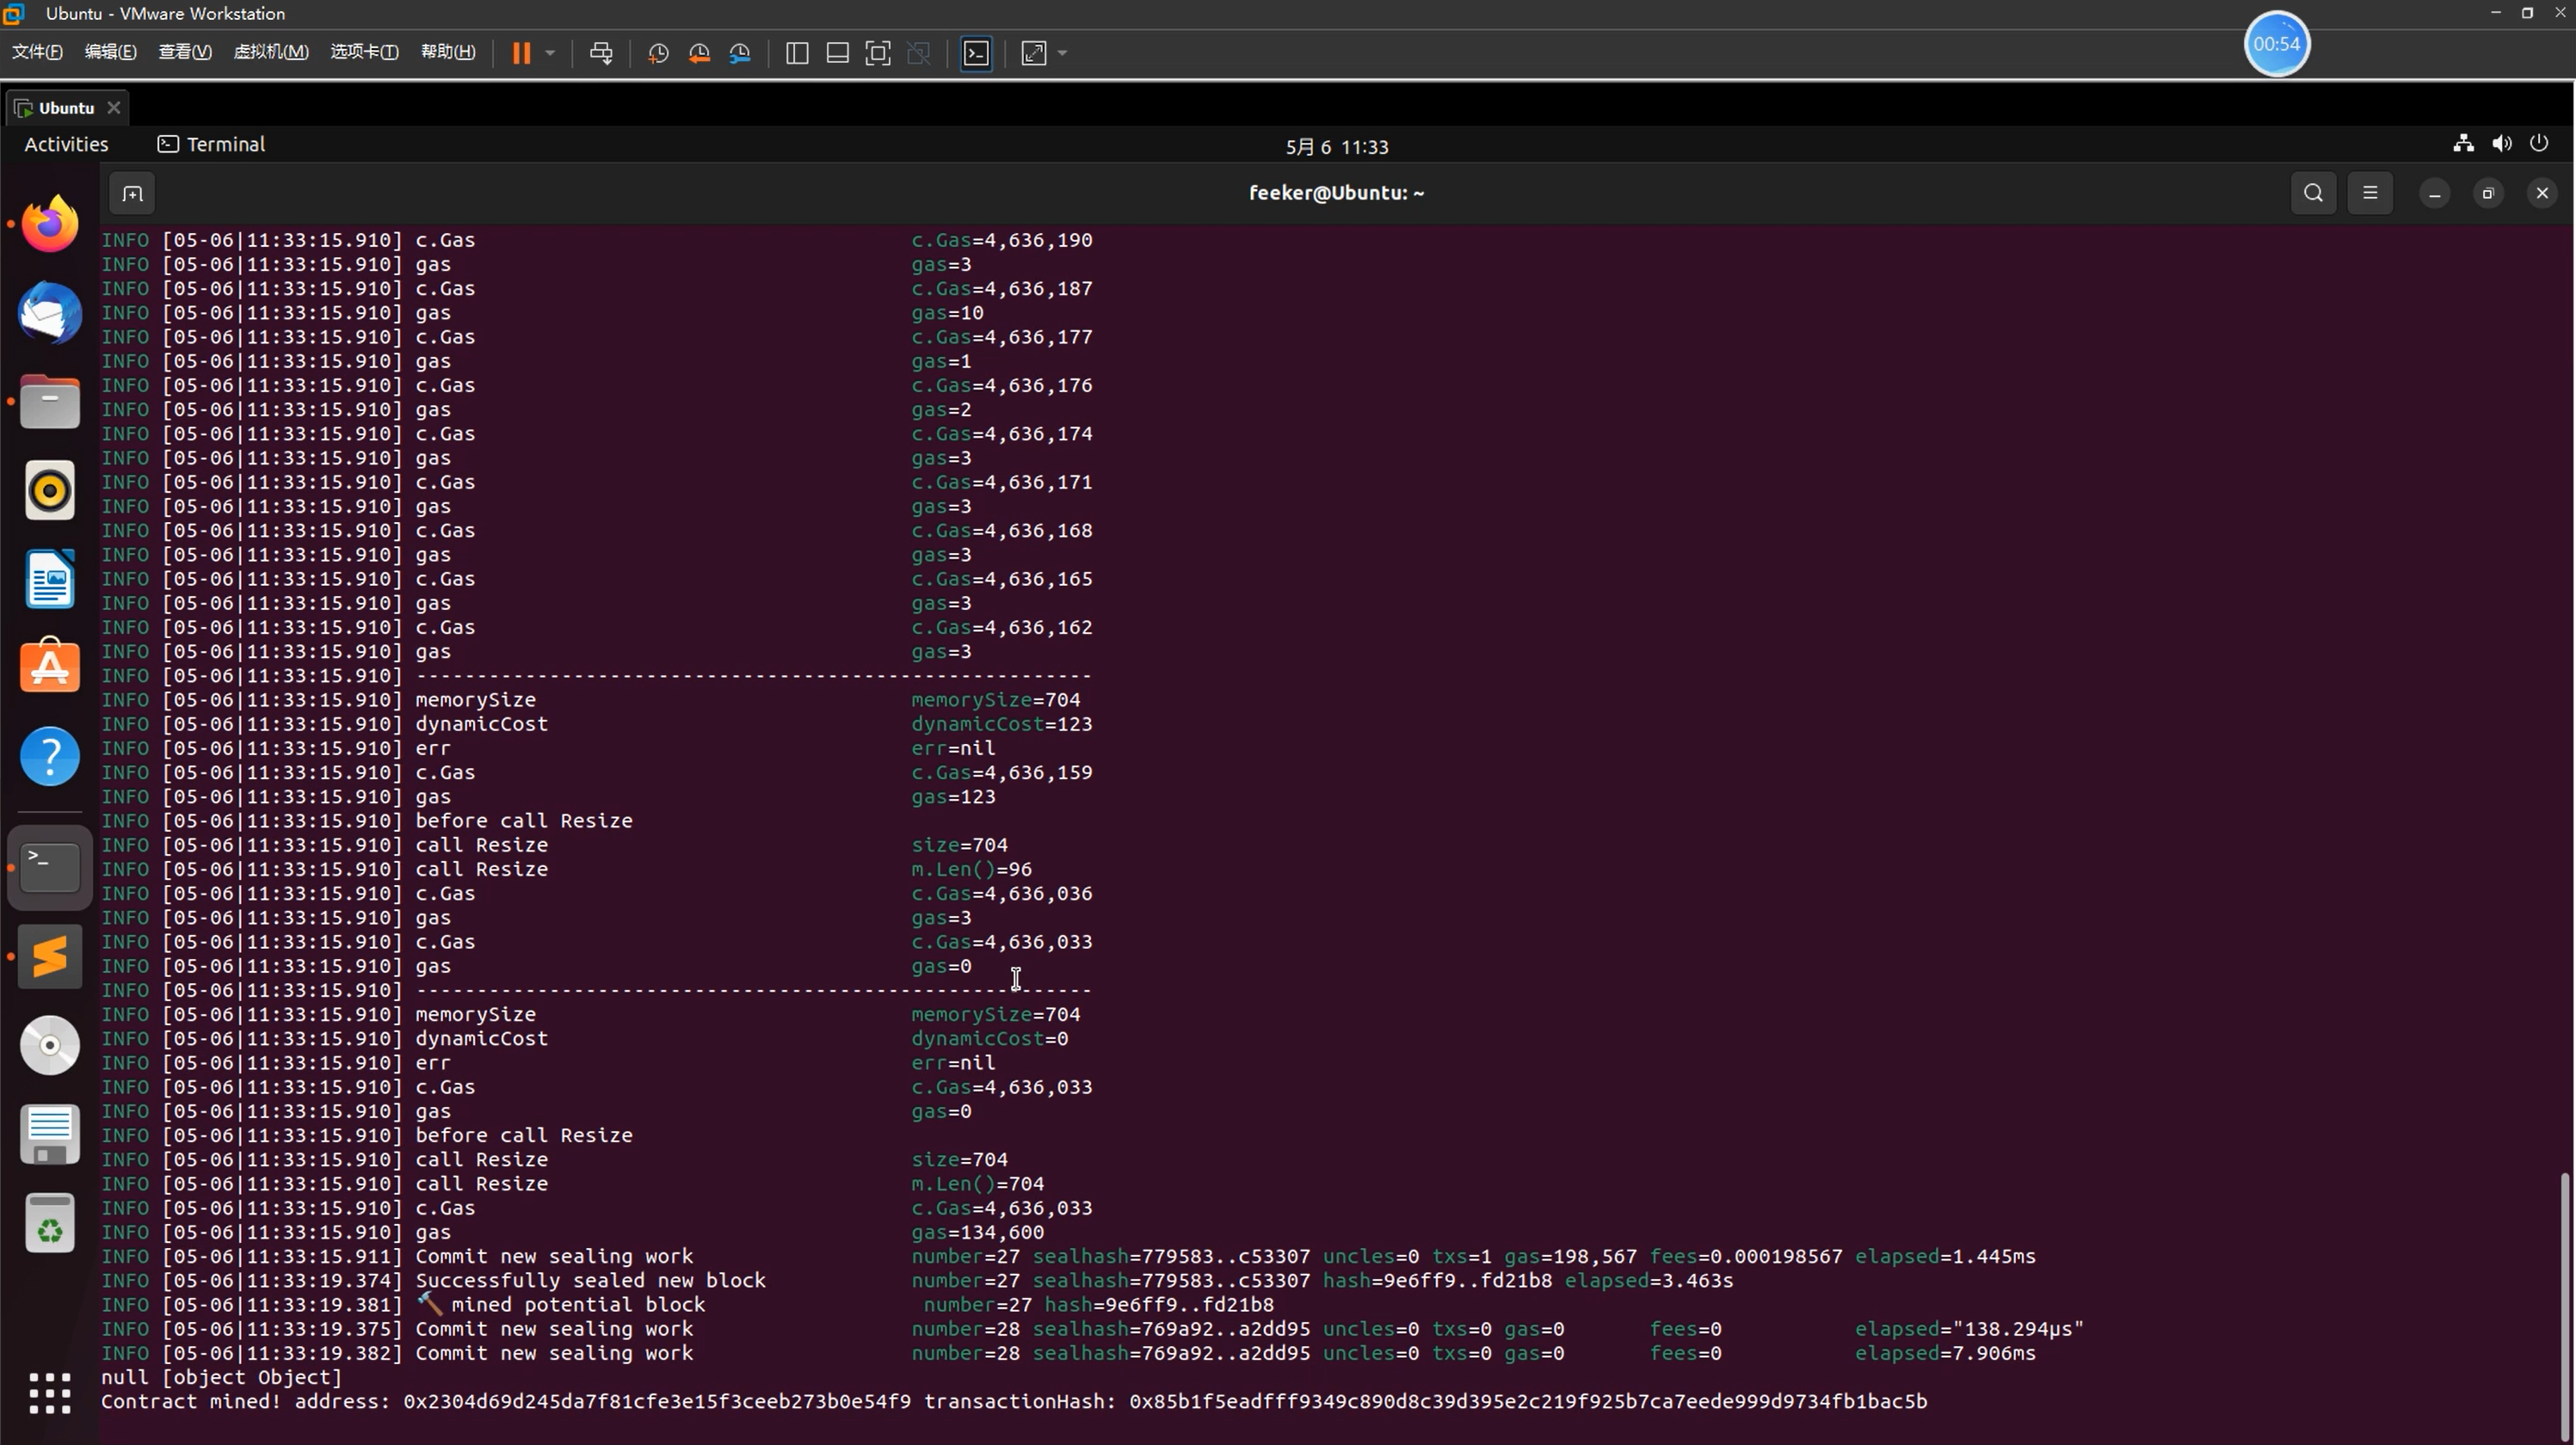 Ubuntu - VMware Workstation
文件(F) 编辑(E) 查看(V) 虚拟机(M) 选项卡(T) 帮助(H)
00:54
Ubuntu
Activities Terminal 5月 6 11:33
feeker@Ubuntu: ~
INFO [05-06|11:33:15.910] c.Gas c.Gas=4,636,190
INFO [05-06|11:33:15.910] gas gas=3
INFO [05-06|11:33:15.910] c.Gas c.Gas=4,636,187
INFO [05-06|11:33:15.910] gas gas=10
INFO [05-06|11:33:15.910] c.Gas c.Gas=4,636,177
INFO [05-06|11:33:15.910] gas gas=1
INFO [05-06|11:33:15.910] c.Gas c.Gas=4,636,176
INFO [05-06|11:33:15.910] gas gas=2
INFO [05-06|11:33:15.910] c.Gas c.Gas=4,636,174
INFO [05-06|11:33:15.910] gas gas=3
INFO [05-06|11:33:15.910] c.Gas c.Gas=4,636,171
INFO [05-06|11:33:15.910] gas gas=3
INFO [05-06|11:33:15.910] c.Gas c.Gas=4,636,168
INFO [05-06|11:33:15.910] gas gas=3
INFO [05-06|11:33:15.910] c.Gas c.Gas=4,636,165
INFO [05-06|11:33:15.910] gas gas=3
INFO [05-06|11:33:15.910] c.Gas c.Gas=4,636,162
INFO [05-06|11:33:15.910] gas gas=3
INFO [05-06|11:33:15.910] --------------------------------------------------------
INFO [05-06|11:33:15.910] memorySize memorySize=704
INFO [05-06|11:33:15.910] dynamicCost dynamicCost=123
INFO [05-06|11:33:15.910] err err=nil
INFO [05-06|11:33:15.910] c.Gas c.Gas=4,636,159
INFO [05-06|11:33:15.910] gas gas=123
INFO [05-06|11:33:15.910] before call Resize
INFO [05-06|11:33:15.910] call Resize size=704
INFO [05-06|11:33:15.910] call Resize m.Len()=96
INFO [05-06|11:33:15.910] c.Gas c.Gas=4,636,036
INFO [05-06|11:33:15.910] gas gas=3
INFO [05-06|11:33:15.910] c.Gas c.Gas=4,636,033
INFO [05-06|11:33:15.910] gas gas=0
INFO [05-06|11:33:15.910] --------------------------------------------------------
INFO [05-06|11:33:15.910] memorySize memorySize=704
INFO [05-06|11:33:15.910] dynamicCost dynamicCost=0
INFO [05-06|11:33:15.910] err err=nil
INFO [05-06|11:33:15.910] c.Gas c.Gas=4,636,033
INFO [05-06|11:33:15.910] gas gas=0
INFO [05-06|11:33:15.910] before call Resize
INFO [05-06|11:33:15.910] call Resize size=704
INFO [05-06|11:33:15.910] call Resize m.Len()=704
INFO [05-06|11:33:15.910] c.Gas c.Gas=4,636,033
INFO [05-06|11:33:15.910] gas gas=134,600
INFO [05-06|11:33:15.911] Commit new sealing work number=27 sealhash=779583..c53307 uncles=0 txs=1 gas=198,567 fees=0.000198567 elapsed=1.445ms
INFO [05-06|11:33:19.374] Successfully sealed new block number=27 sealhash=779583..c53307 hash=9e6ff9..fd21b8 elapsed=3.463s
INFO [05-06|11:33:19.381] 🔨 mined potential block number=27 hash=9e6ff9..fd21b8
INFO [05-06|11:33:19.375] Commit new sealing work number=28 sealhash=769a92..a2dd95 uncles=0 txs=0 gas=0 fees=0 elapsed="138.294µs"
INFO [05-06|11:33:19.382] Commit new sealing work number=28 sealhash=769a92..a2dd95 uncles=0 txs=0 gas=0 fees=0 elapsed=7.906ms
null [object Object]
Contract mined! address: 0x2304d69d245da7f81cfe3e15f3ceeb273b0e54f9 transactionHash: 0x85b1f5eadfff9349c890d8c39d395e2c219f925b7ca7eede999d9734fb1bac5b